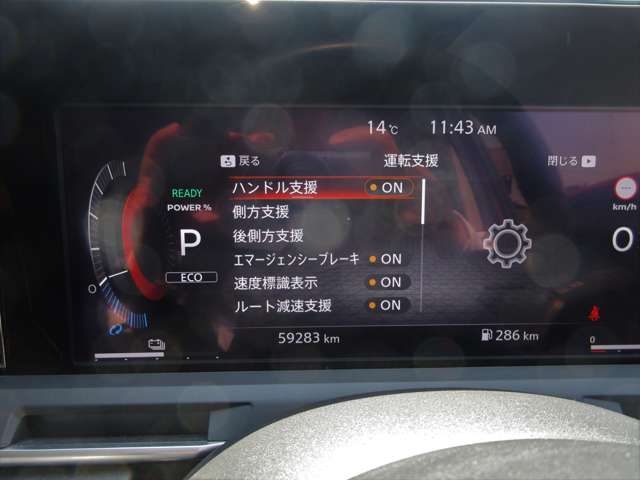 14℃ 11:43 AM
戻る 運転支援 閉じる
READY
POWER %
P
ECO
ハンドル支援 ON
側方支援
後側方支援
エマージェンシーブレーキ ON
速度標識表示 ON
ルート減速支援 ON
km/h
0
0
59283 km 286 km
0